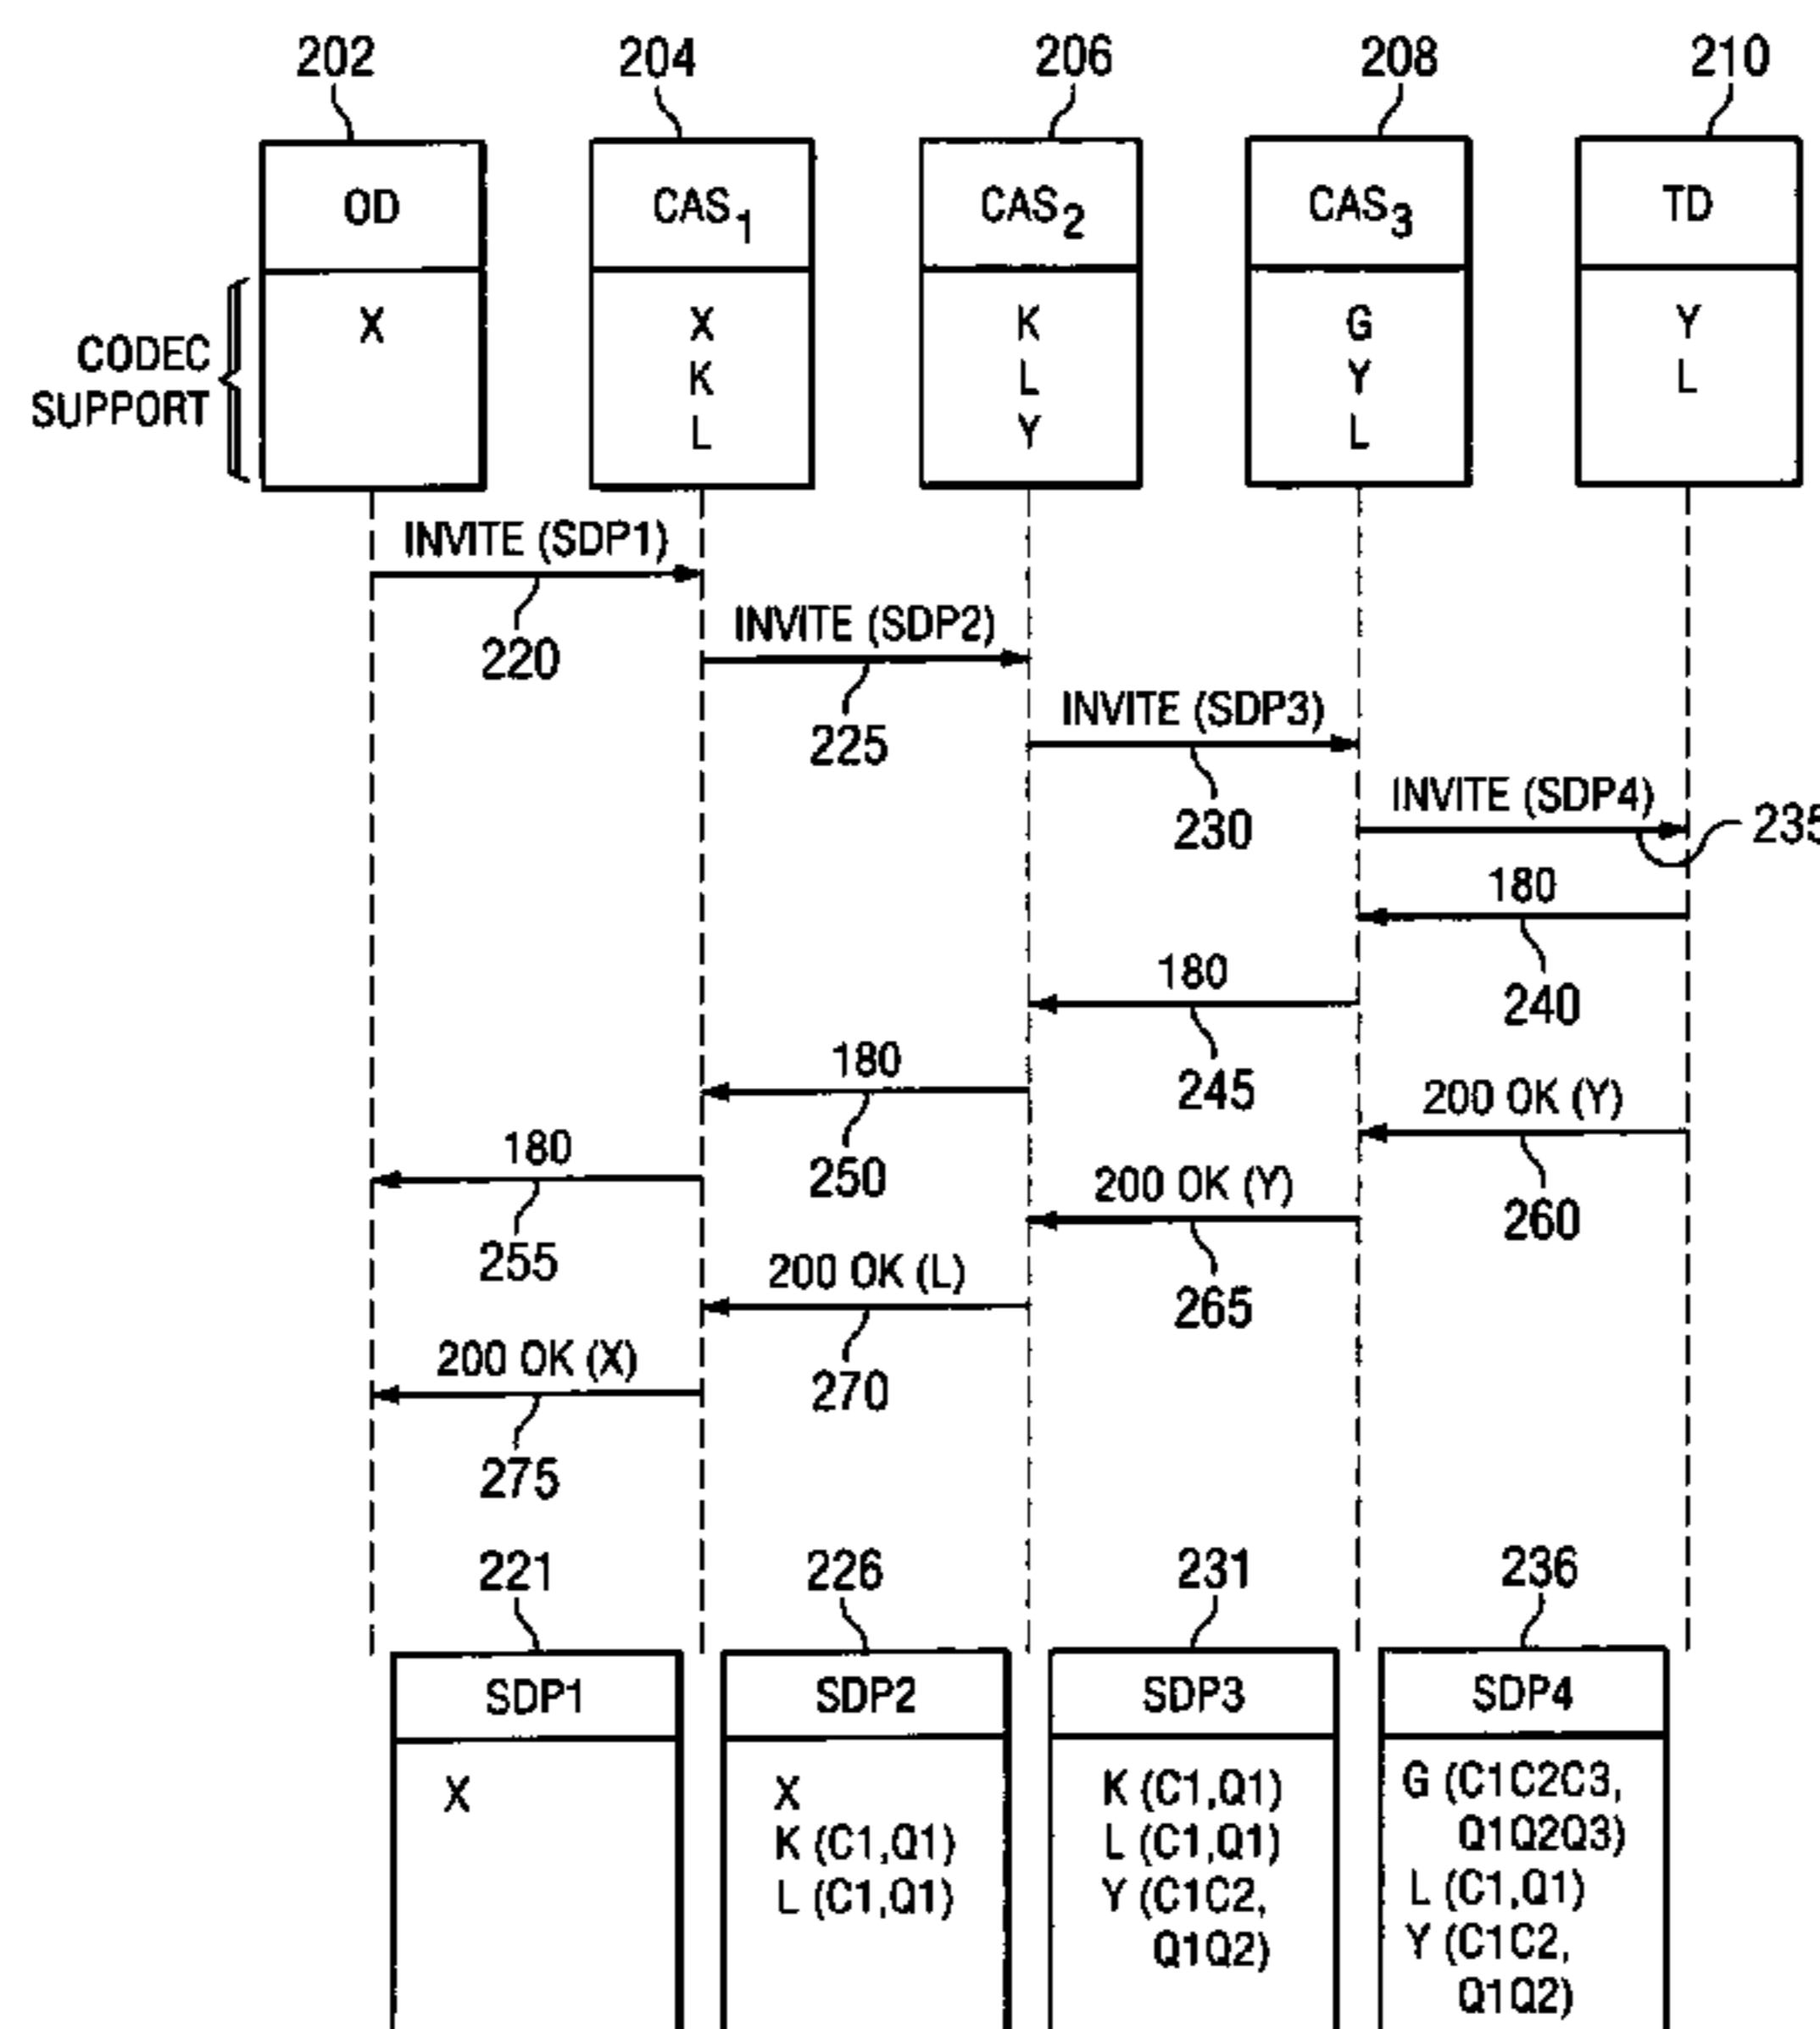 202 204 206 208 210
OD CAS1 CAS2 CAS3 TD
CODEC
SUPPORT
X X K G Y
K L Y L
L Y L
INVITE (SDP1)
220
INVITE (SDP2)
225
INVITE (SDP3)
230
INVITE (SDP4)
235
180
240
180
245
180
250
180
255
200 OK (Y)
260
200 OK (Y)
265
200 OK (L)
270
200 OK (X)
275
221 226 231 236
SDP1 SDP2 SDP3 SDP4
X
X
K (C1,Q1)
L (C1,Q1)
K (C1,Q1)
L (C1,Q1)
Y (C1C2,
Q1Q2)
G (C1C2C3,
Q1Q2Q3)
L (C1,Q1)
Y (C1C2,
Q1Q2)